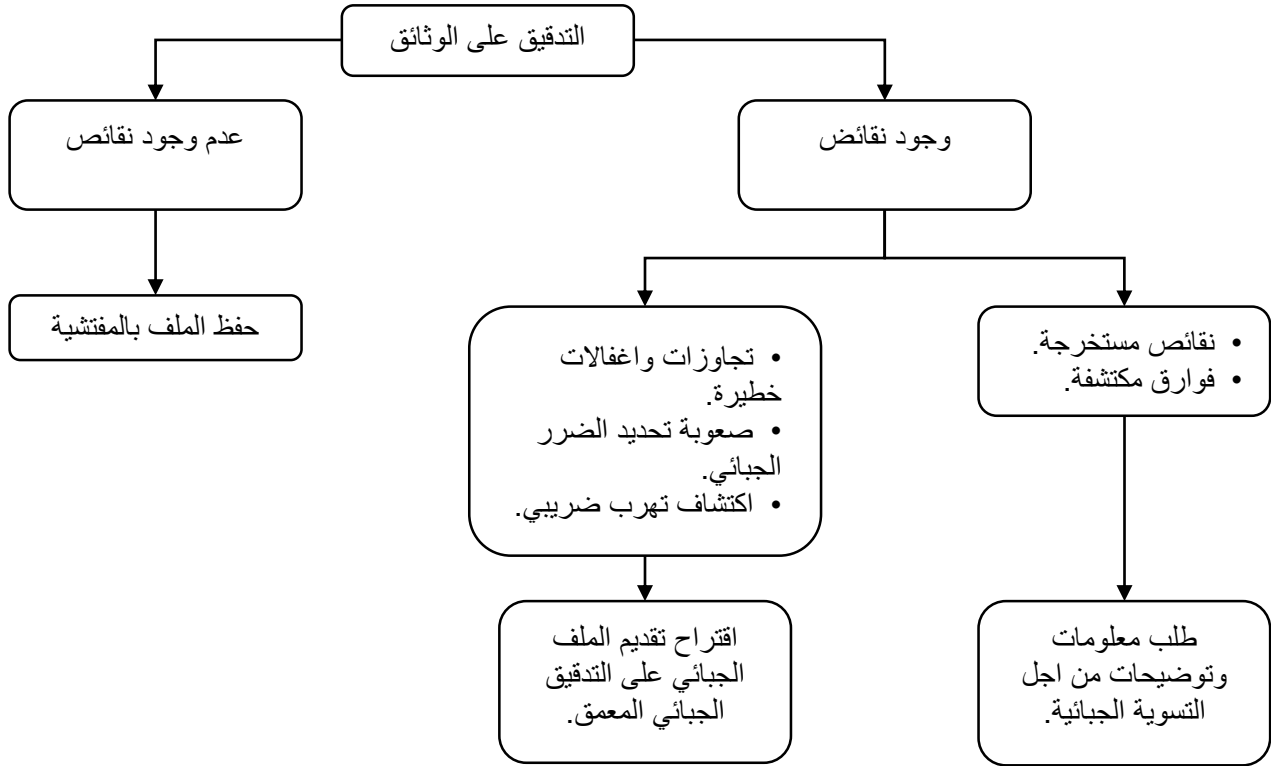 التدقيق على الوثائق
وجود نقائض
عدم وجود نقائص
حفظ الملف بالمفتشية
• نقائص مستخرجة.
• فوارق مكتشفة.
• تجاوزات واغفالات
خطيرة.
• صعوبة تحديد الضرر
الجبائي.
• اكتشاف تهرب ضريبي.
طلب معلومات
وتوضيحات من اجل
التسوية الجبائية.
اقتراح تقديم الملف
الجبائي على التدقيق
الجبائي المعمق.